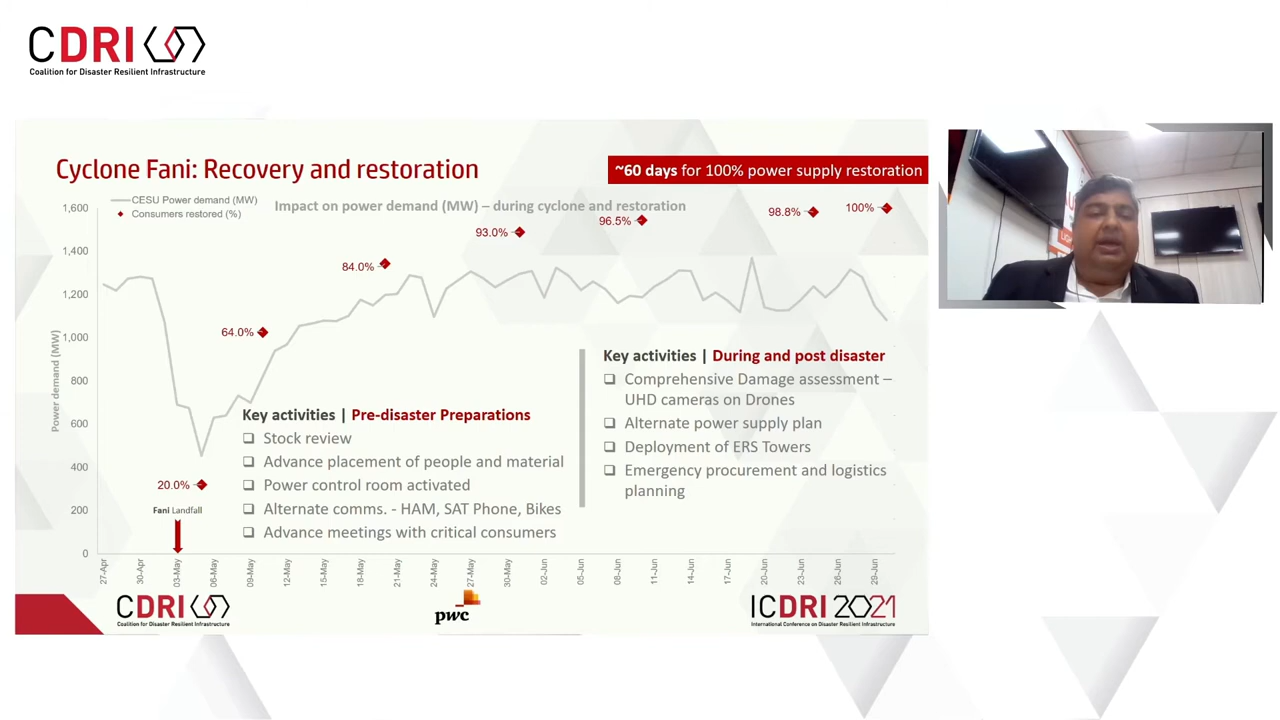 CDRI
Coalition for Disaster Resilient Infrastructure
Cyclone Fani: Recovery and restoration
~60 days for 100% power supply restoration
CESU Power demand (MW)
Consumers restored (%)
Impact on power demand (MW) – during cyclone and restoration
1,600
1,400
1,200
1,000
800
600
400
200
0
Power demand (MW)
20.0%
64.0%
84.0%
93.0%
96.5%
98.8%
100%
Fani Landfall
Key activities | Pre-disaster Preparations
Stock review
Advance placement of people and material
Power control room activated
Alternate comms. - HAM, SAT Phone, Bikes
Advance meetings with critical consumers
Key activities | During and post disaster
Comprehensive Damage assessment –
UHD cameras on Drones
Alternate power supply plan
Deployment of ERS Towers
Emergency procurement and logistics
planning
27-Apr
30-Apr
03-May
06-May
09-May
12-May
15-May
18-May
21-May
24-May
27-May
30-May
02-Jun
05-Jun
08-Jun
11-Jun
14-Jun
17-Jun
20-Jun
23-Jun
26-Jun
29-Jun
CDRI
Coalition for Disaster Resilient Infrastructure
pwc
ICDRI 2021
International Conference on Disaster Resilient Infrastructure